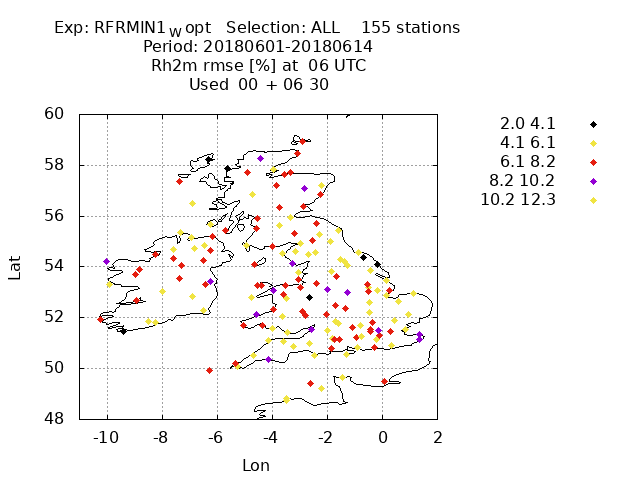 Exp: RFRMIN1_W opt   Selection: ALL    155 stations
Period: 20180601-20180614
Rh2m rmse [%] at  06 UTC
Used  00 + 06 30
2.0 4.1
4.1 6.1
6.1 8.2
8.2 10.2
10.2 12.3
60
58
56
54
52
50
48
Lat
-10 -8 -6 -4 -2 0 2
Lon